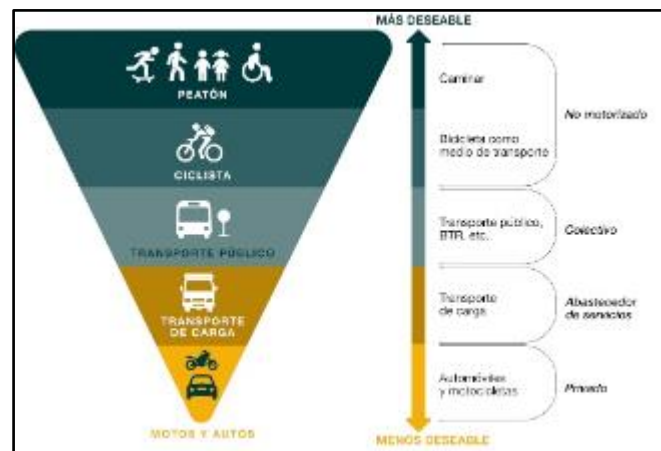 MÁS DESEABLE
PEATÓN
CICLISTA
TRANSPORTE PÚBLICO
TRANSPORTE
DE CARGA
MOTOS Y AUTOS
Caminar
Bicicleta como
medio de transporte
No motorizado
Transporte público,
BTR, etc.
Colectivo
Transporte
de carga
Abastecedor
de servicios
Automóviles
y motocicletas
Privado
MENOS DESEABLE